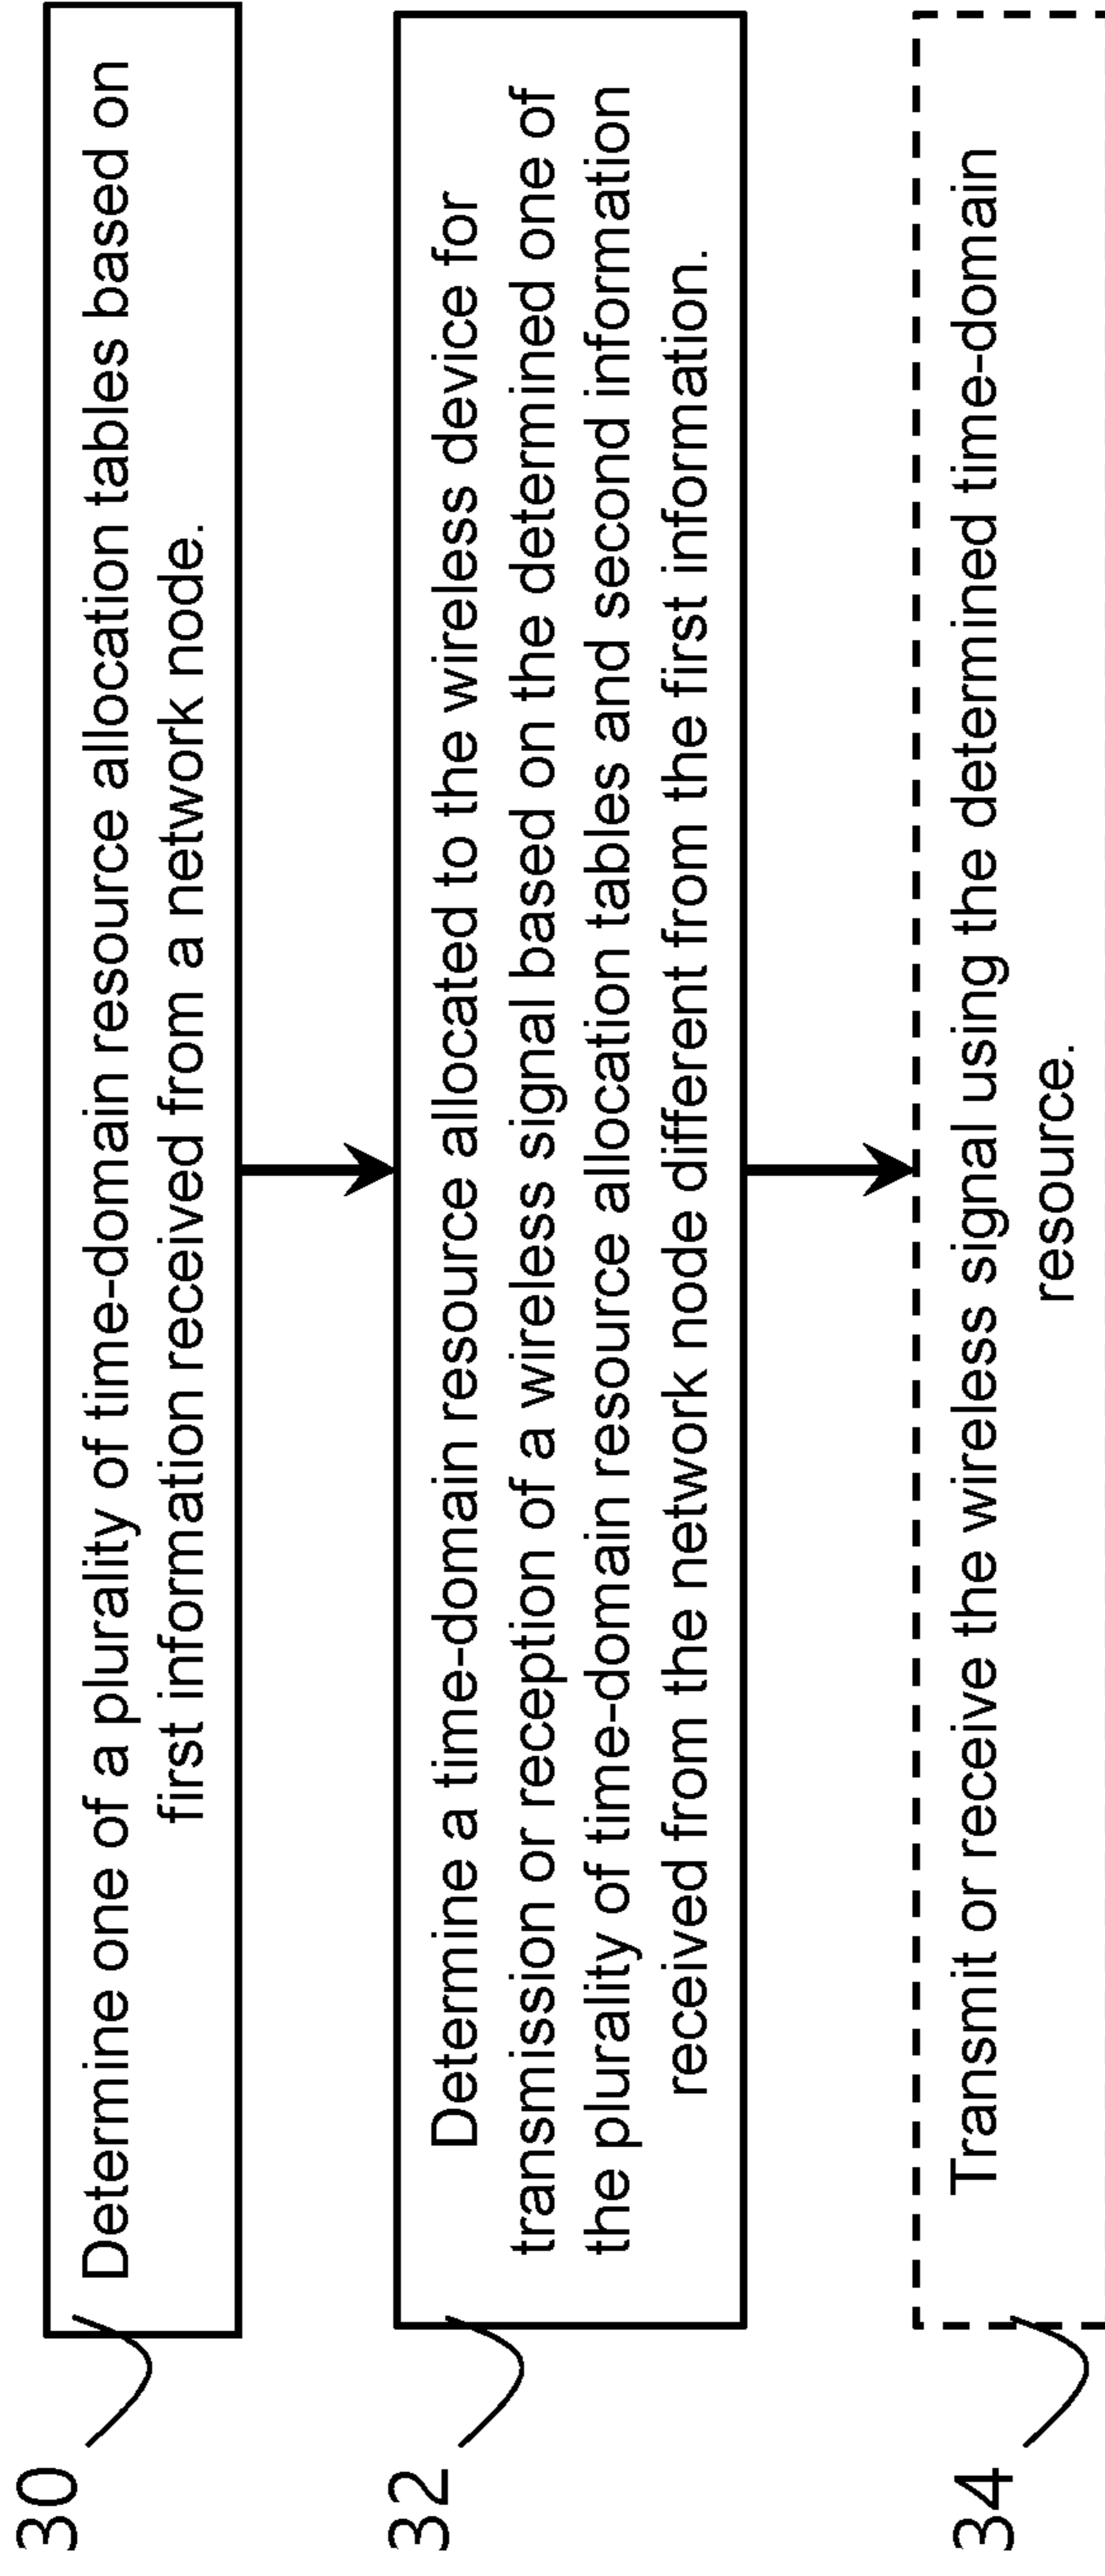 30
Determine one of a plurality of time-domain resource allocation tables based on
first information received from a network node.
32
Determine a time-domain resource allocated to the wireless device for
transmission or reception of a wireless signal based on the determined one of
the plurality of time-domain resource allocation tables and second information
received from the network node different from the first information.
34
Transmit or receive the wireless signal using the determined time-domain
resource.